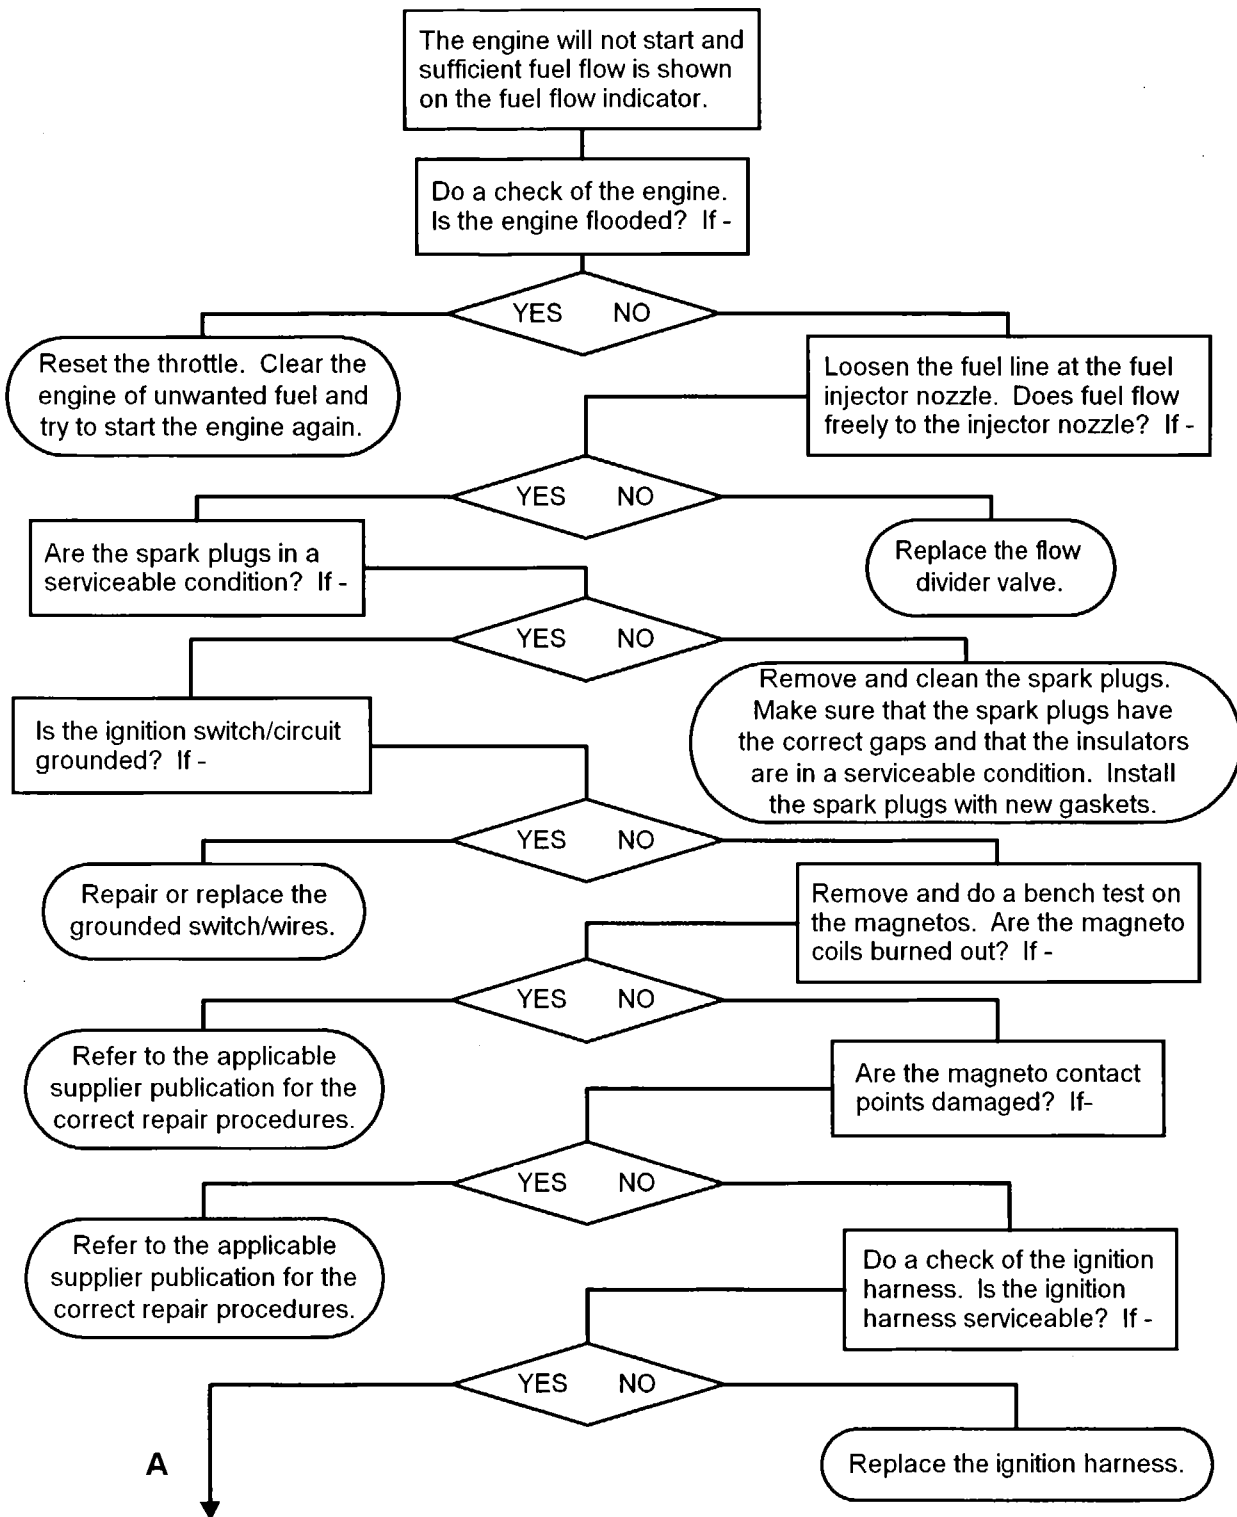 The engine will not start and
sufficient fuel flow is shown
on the fuel flow indicator.
Do a check of the engine.
Is the engine flooded?  If -
YES NO
Reset the throttle.  Clear the
engine of unwanted fuel and
try to start the engine again.
Loosen the fuel line at the fuel
injector nozzle.  Does fuel flow
freely to the injector nozzle?  If -
YES NO
Are the spark plugs in a
serviceable condition?  If -
Replace the flow
divider valve.
YES NO
Is the ignition switch/circuit
grounded?  If -
Remove and clean the spark plugs.
Make sure that the spark plugs have
the correct gaps and that the insulators
are in a serviceable condition.  Install
the spark plugs with new gaskets.
YES NO
Repair or replace the
grounded switch/wires.
Remove and do a bench test on
the magnetos.  Are the magneto
coils burned out?  If -
YES NO
Refer to the applicable
supplier publication for the
correct repair procedures.
Are the magneto contact
points damaged?  If-
YES NO
Refer to the applicable
supplier publication for the
correct repair procedures.
Do a check of the ignition
harness.  Is the ignition
harness serviceable?  If -
YES NO
A
Replace the ignition harness.